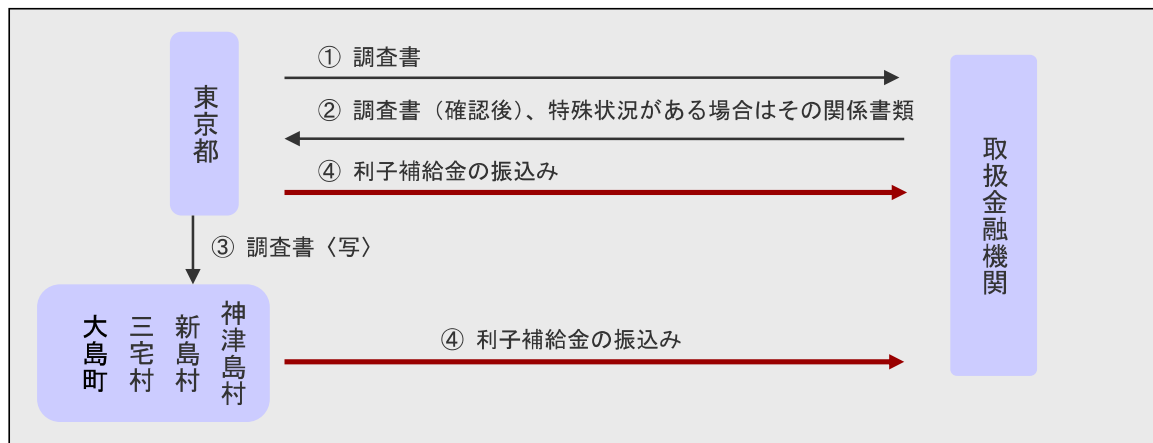 東京都
① 調査書
② 調査書（確認後）、特殊状況がある場合はその関係書類
④ 利子補給金の振込み
取扱金融機関
③ 調査書〈写〉
神津島村
新島村
三宅村
大島町
④ 利子補給金の振込み